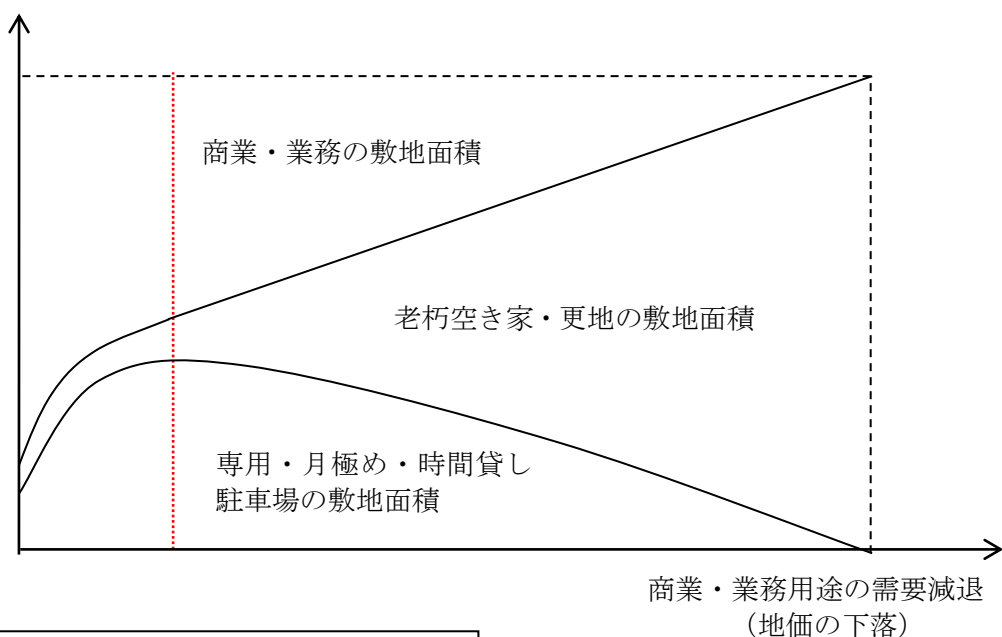 商業・業務の敷地面積
老朽空き家・更地の敷地面積
専用・月極め・時間貸し
駐車場の敷地面積
商業・業務用途の需要減退
（地価の下落）